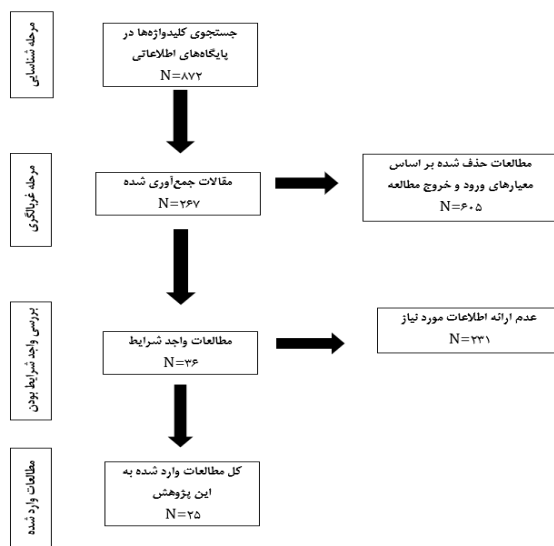 مرحله شناسایی
جستجوی کلیدواژه‌ها در
پایگاه‌های اطلاعاتی
N=۸۷۲
مرحله غربالگری
مقالات جمع‌آوری شده
N=۲۶۷
مطالعات حذف شده بر اساس
معیارهای ورود و خروج مطالعه
N=۶۰۵
بررسی واجد شرایط بودن
مطالعات واجد شرایط
N=۳۶
عدم ارائه اطلاعات مورد نیاز
N=۲۳۱
مطالعات وارد شده
کل مطالعات وارد شده به
این پژوهش
N=۲۵